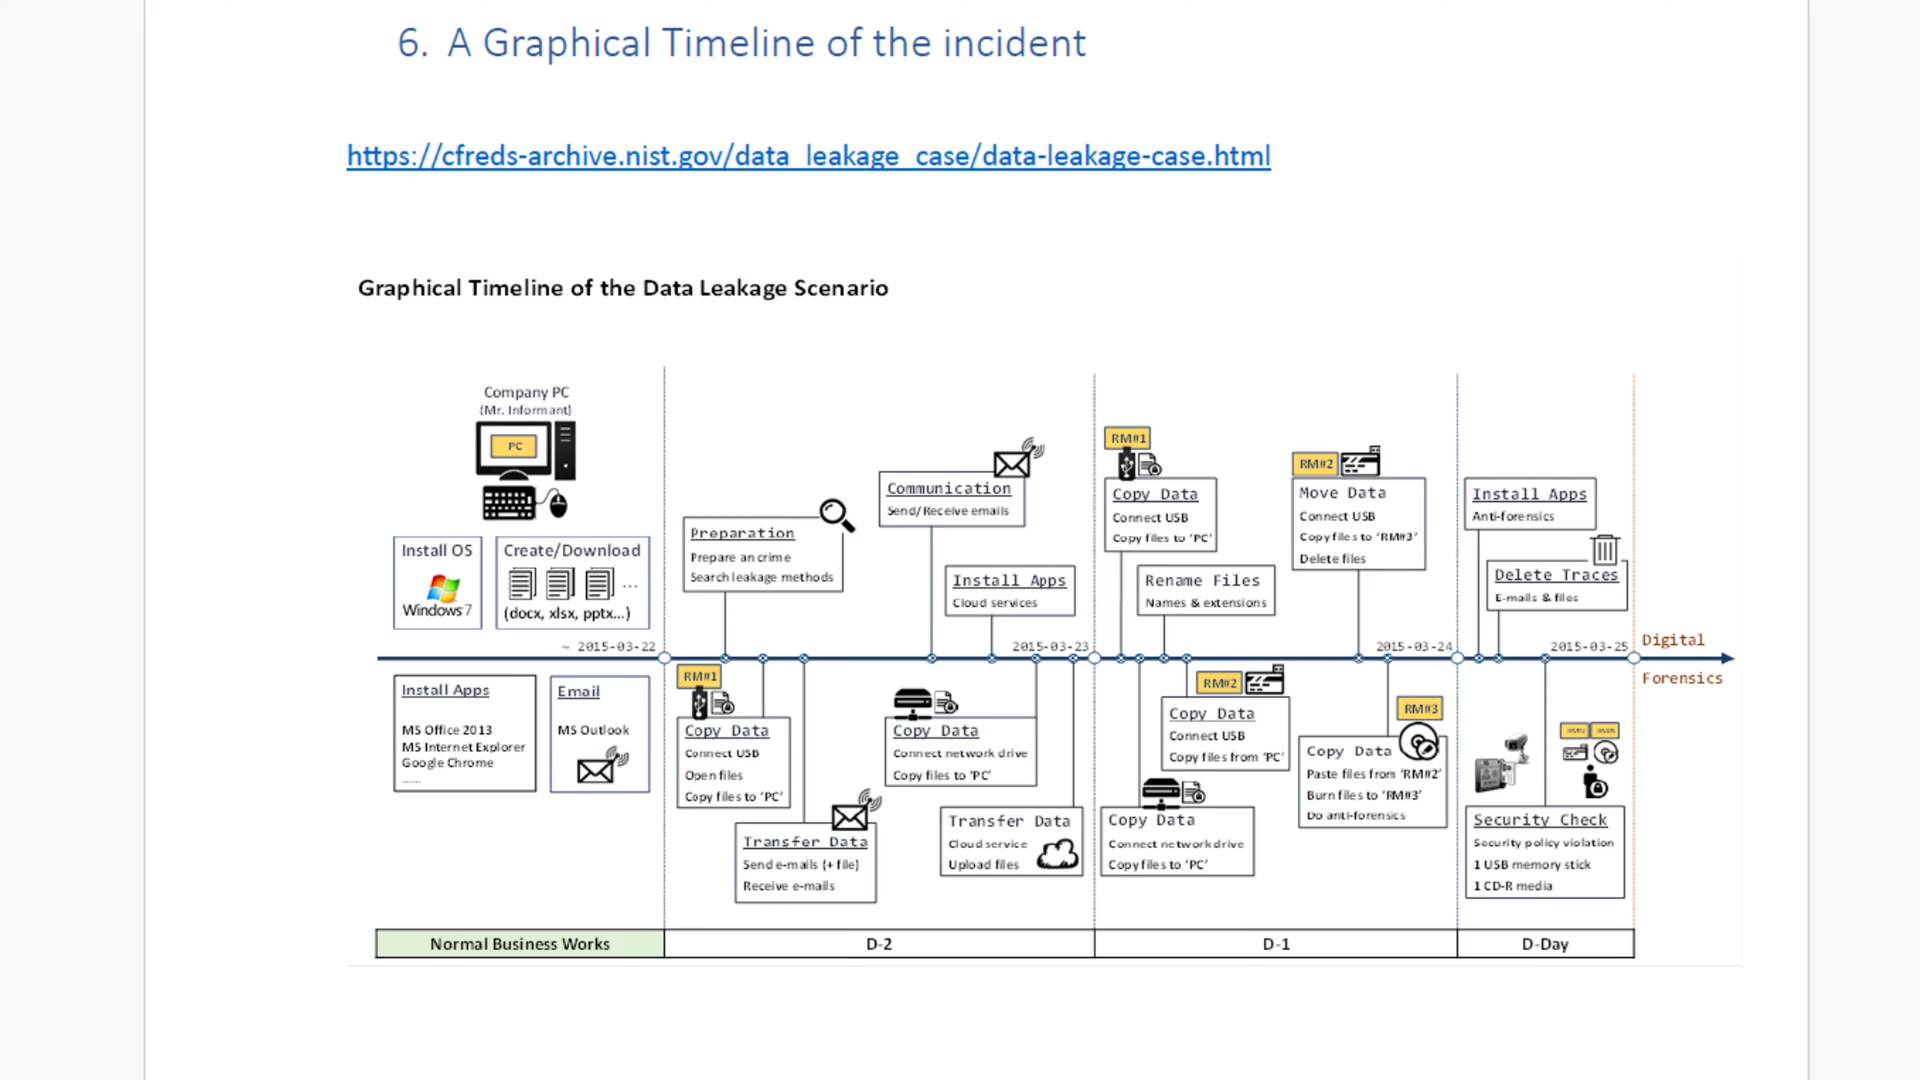 6. A Graphical Timeline of the incident
https://cfreds-archive.nist.gov/data_leakage_case/data-leakage-case.html
Graphical Timeline of the Data Leakage Scenario
Company PC
(Mr. Informant)
PC
Install OS
Windows 7
Create/Download
...
(docx, xlsx, pptx...)
Preparation
Prepare an crime
Search leakage methods
Communication
Send/Receive emails
Install Apps
Cloud services
RM#1
Copy Data
Connect USB
Copy files to 'PC'
Rename Files
Names & extensions
RM#2
Move Data
Connect USB
Copy files to 'RM#3'
Delete files
Install Apps
Anti-forensics
Delete Traces
E-mails & files
~ 2015-03-22
2015-03-23
2015-03-24
2015-03-25
Digital
Forensics
Install Apps
MS Office 2013
MS Internet Explorer
Google Chrome
......
Email
MS Outlook
RM#1
Copy Data
Connect USB
Open files
Copy files to 'PC'
Transfer Data
Send e-mails (+ file)
Receive e-mails
Copy Data
Connect network drive
Copy files to 'PC'
Transfer Data
Cloud service
Upload files
RM#2
Copy Data
Connect USB
Copy files from 'PC'
Copy Data
Connect network drive
Copy files to 'PC'
RM#3
Copy Data
Paste files from 'RM#2'
Burn files to 'RM#3'
Do anti-forensics
Security Check
Security policy violation
1 USB memory stick
1 CD-R media
Normal Business Works
D-2
D-1
D-Day